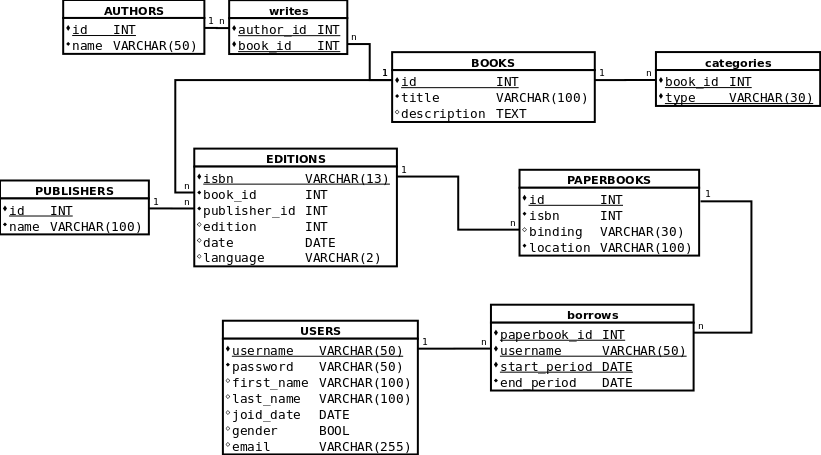 AUTHORS
id INT
name VARCHAR(50)
1 n
writes
author_id INT
book_id INT
n
1
BOOKS
id INT
title VARCHAR(100)
description TEXT
1 n
categories
book_id INT
type VARCHAR(30)
EDITIONS
isbn VARCHAR(13)
book_id INT
publisher_id INT
edition INT
date DATE
language VARCHAR(2)
n
1 n
PUBLISHERS
id INT
name VARCHAR(100)
1
n
PAPERBOOKS
id INT
isbn INT
binding VARCHAR(30)
location VARCHAR(100)
1
n
borrows
paperbook_id INT
username VARCHAR(50)
start_period DATE
end_period DATE
1 n
USERS
username VARCHAR(50)
password VARCHAR(50)
first_name VARCHAR(100)
last_name VARCHAR(100)
joid_date DATE
gender BOOL
email VARCHAR(255)